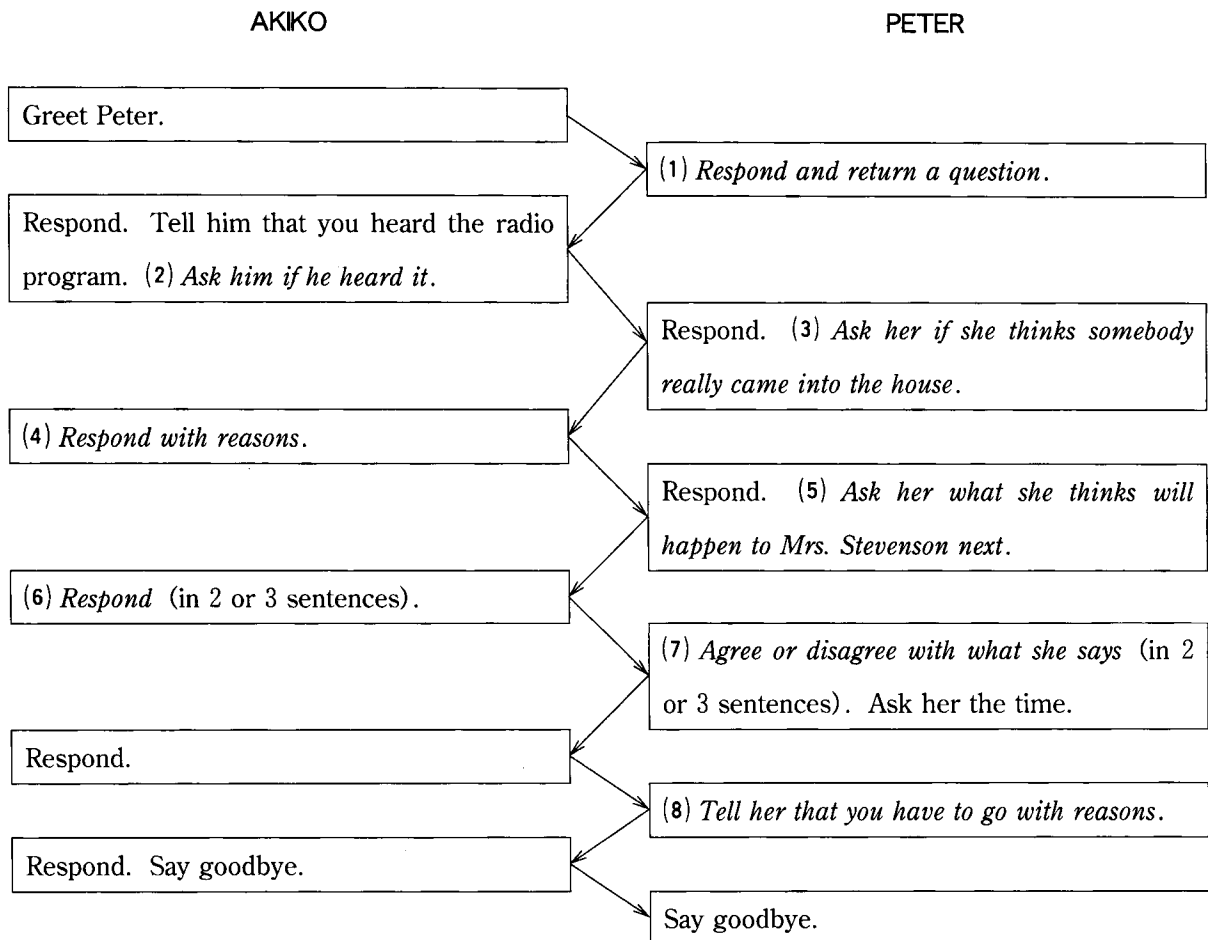 AKIKO
PETER
Greet Peter.
(1) Respond and return a question.
Respond. Tell him that you heard the radio
program. (2) Ask him if he heard it.
Respond. (3) Ask her if she thinks somebody
really came into the house.
(4) Respond with reasons.
Respond. (5) Ask her what she thinks will
happen to Mrs. Stevenson next.
(6) Respond (in 2 or 3 sentences).
(7) Agree or disagree with what she says (in 2
or 3 sentences). Ask her the time.
Respond.
(8) Tell her that you have to go with reasons.
Respond. Say goodbye.
Say goodbye.